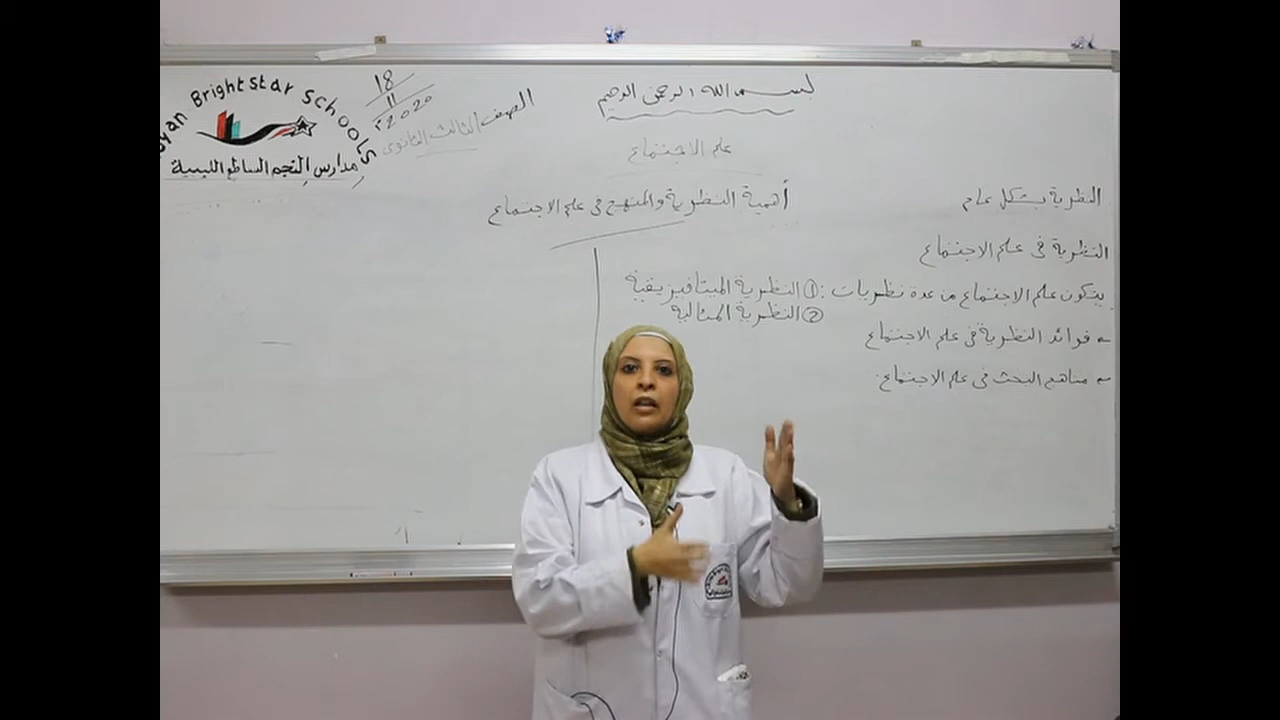 بسم الله الرحمن الرحيم
yan Bright Star Schools
مدارس النجم الساطع الليبية
18
11
2020م
الصف الثالث الثانوي
علم الاجتماع
أهمية النظرية والمنهج في علم الاجتماع
النظرية بشكل عام
النظرية في علم الاجتماع
يتكون علم الاجتماع من عدة نظريات : ① النظرية الميتافيزيقية
② النظرية المثالية
- فوائد النظرية في علم الاجتماع
- مناهج البحث في علم الاجتماع.